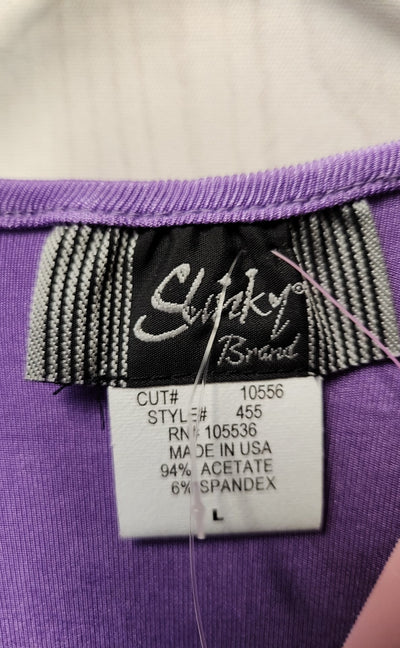 Slinky®
Brand
CUT# 10556
STYLE# 455
RN# 105536
MADE IN USA
94% ACETATE
6% SPANDEX
L